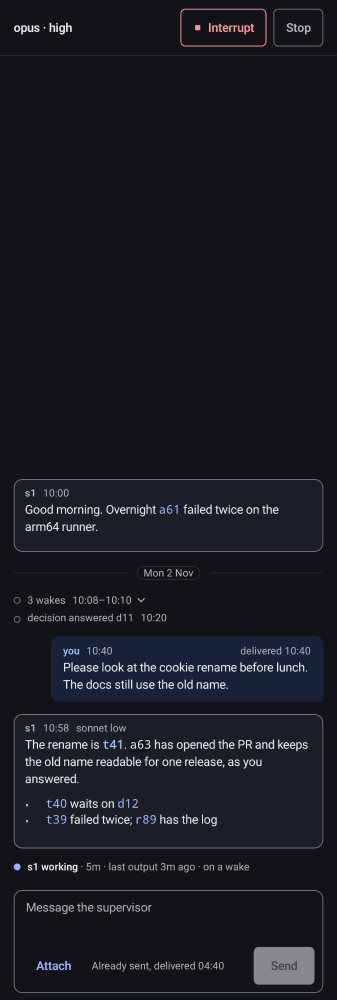 opus · high
Interrupt
Stop
s1 10:00
Good morning. Overnight a61 failed twice on the
arm64 runner.
Mon 2 Nov
3 wakes 10:08–10:10
decision answered d11 10:20
you 10:40 delivered 10:40
Please look at the cookie rename before lunch.
The docs still use the old name.
s1 10:58 sonnet low
The rename is t41. a63 has opened the PR and keeps
the old name readable for one release, as you
answered.
• t40 waits on d12
• t39 failed twice; r89 has the log
s1 working · 5m · last output 3m ago · on a wake
Message the supervisor
Attach
Already sent, delivered 04:40
Send